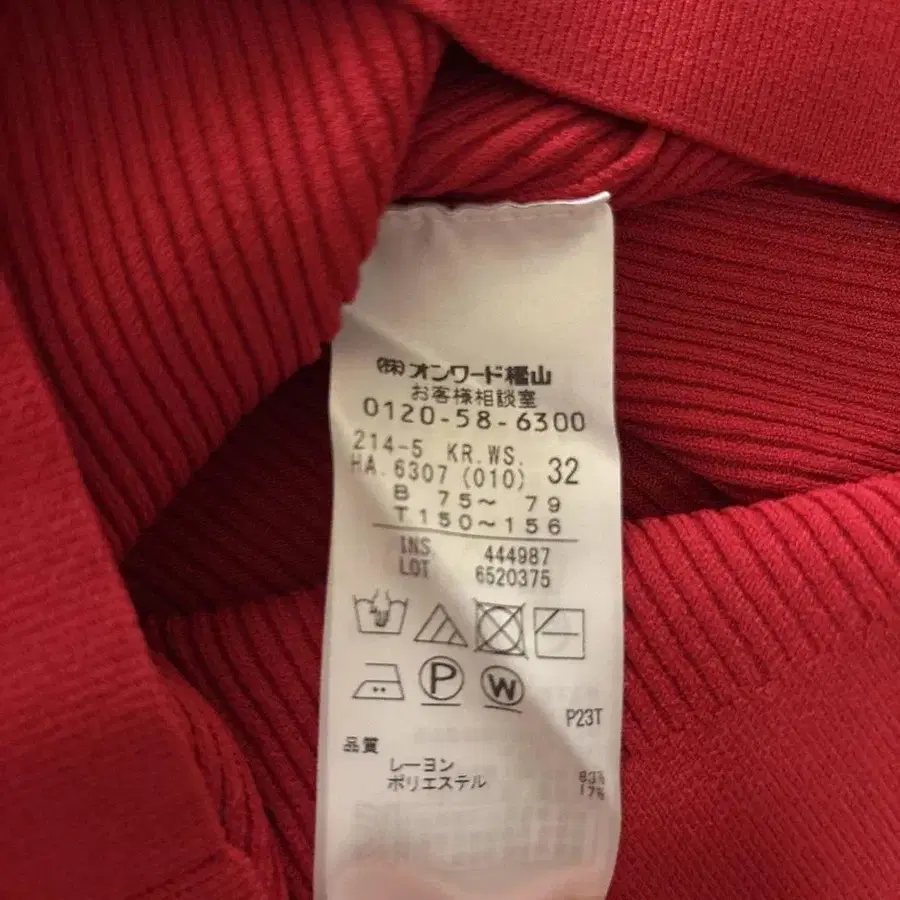 ㈱オンワード樫山
お客様相談室
0120-58-6300
214-5 KR.WS.
HA.6307 (010) 32
B 75～ 79
T150～156
INS 444987
LOT 6520375
P
W
P23T
品質
レーヨン 83%
ポリエステル 17%